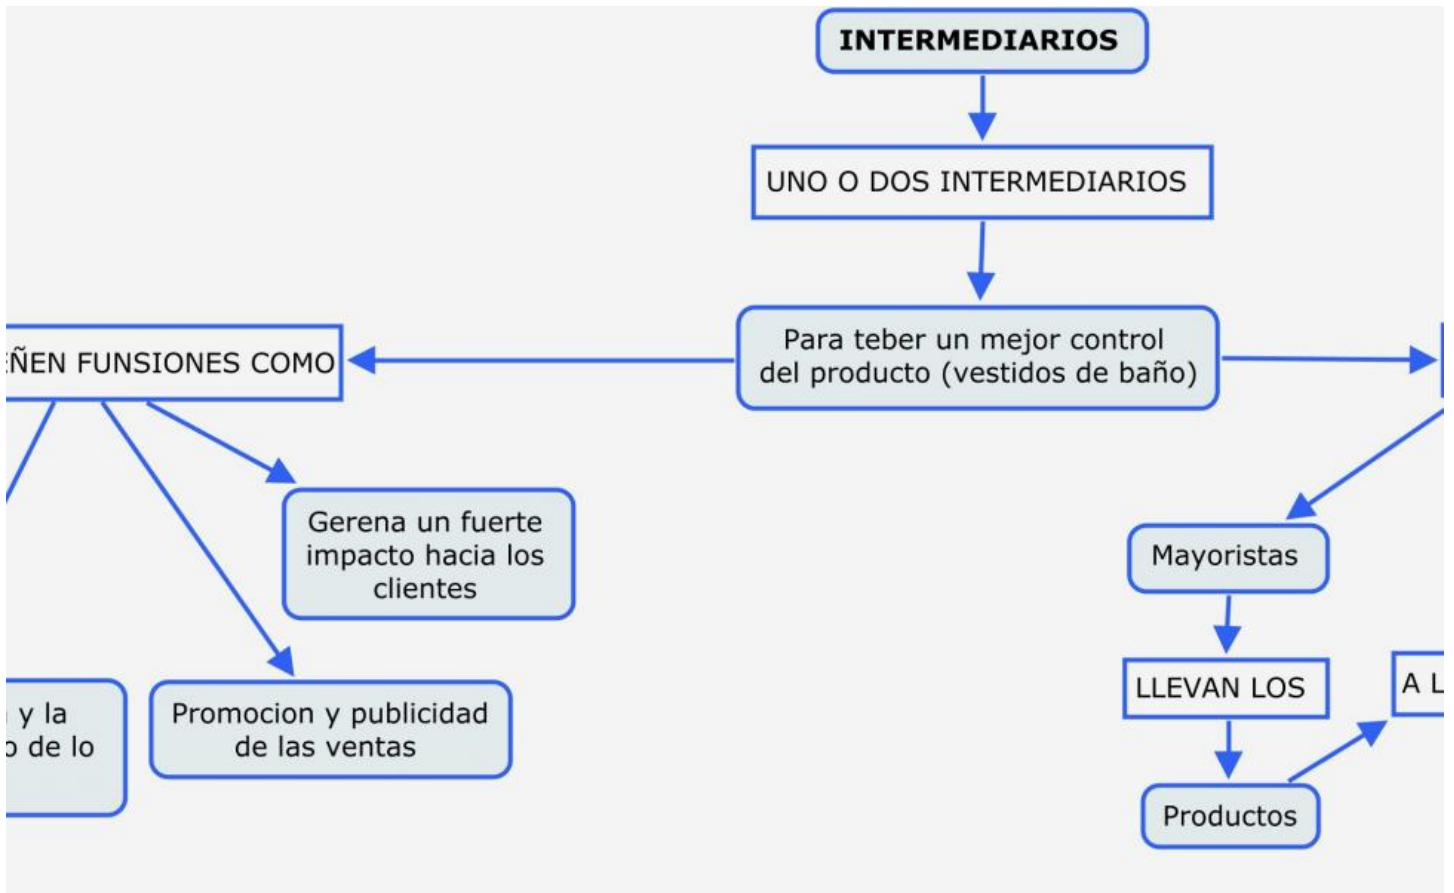 INTERMEDIARIOS
UNO O DOS INTERMEDIARIOS
Para teber un mejor control
del producto (vestidos de baño)
ÑEN FUNSIONES COMO
Gerena un fuerte
impacto hacia los
clientes
Promocion y publicidad
de las ventas
y la
o de lo
Mayoristas
LLEVAN LOS
Productos
A L